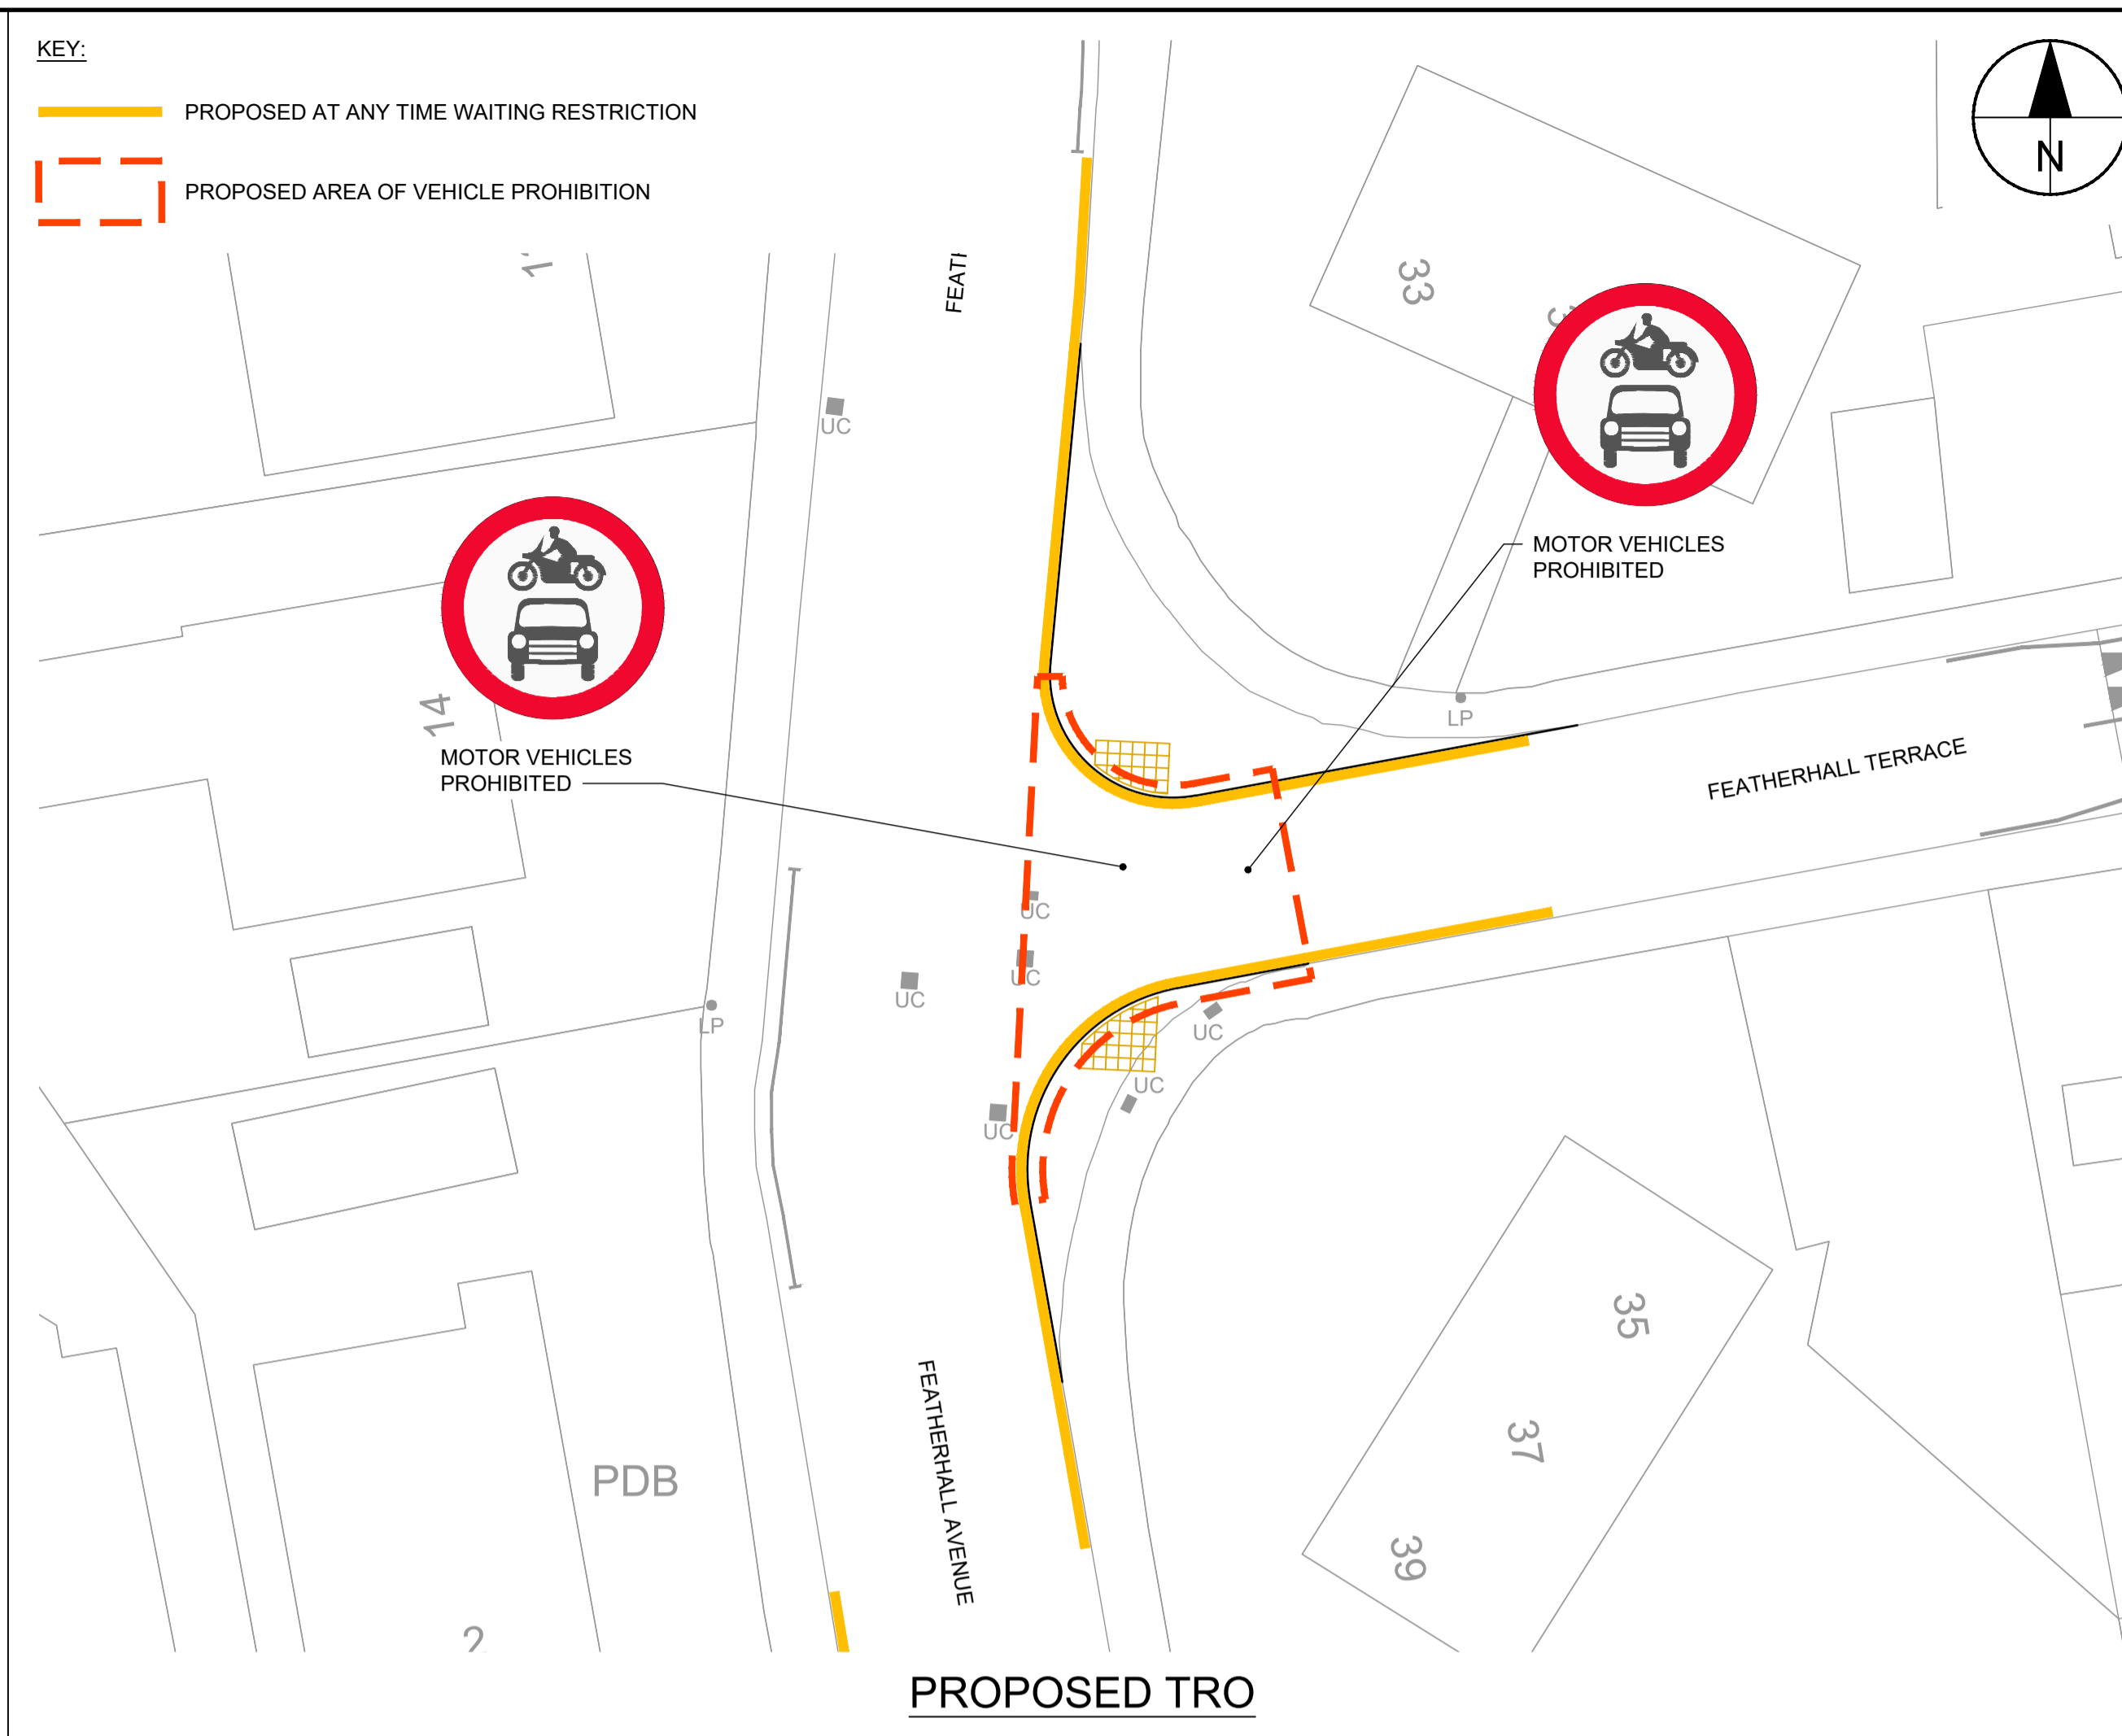 KEY:
PROPOSED AT ANY TIME WAITING RESTRICTION
PROPOSED AREA OF VEHICLE PROHIBITION
N
FEAT
33
UC
MOTOR VEHICLES
PROHIBITED
14
MOTOR VEHICLES
PROHIBITED
LP
FEATHERHALL TERRACE
UC
UC
UC
LP
UC
UC
UC
35
37
39
FEATHERHALL AVENUE
PDB
2
PROPOSED TRO